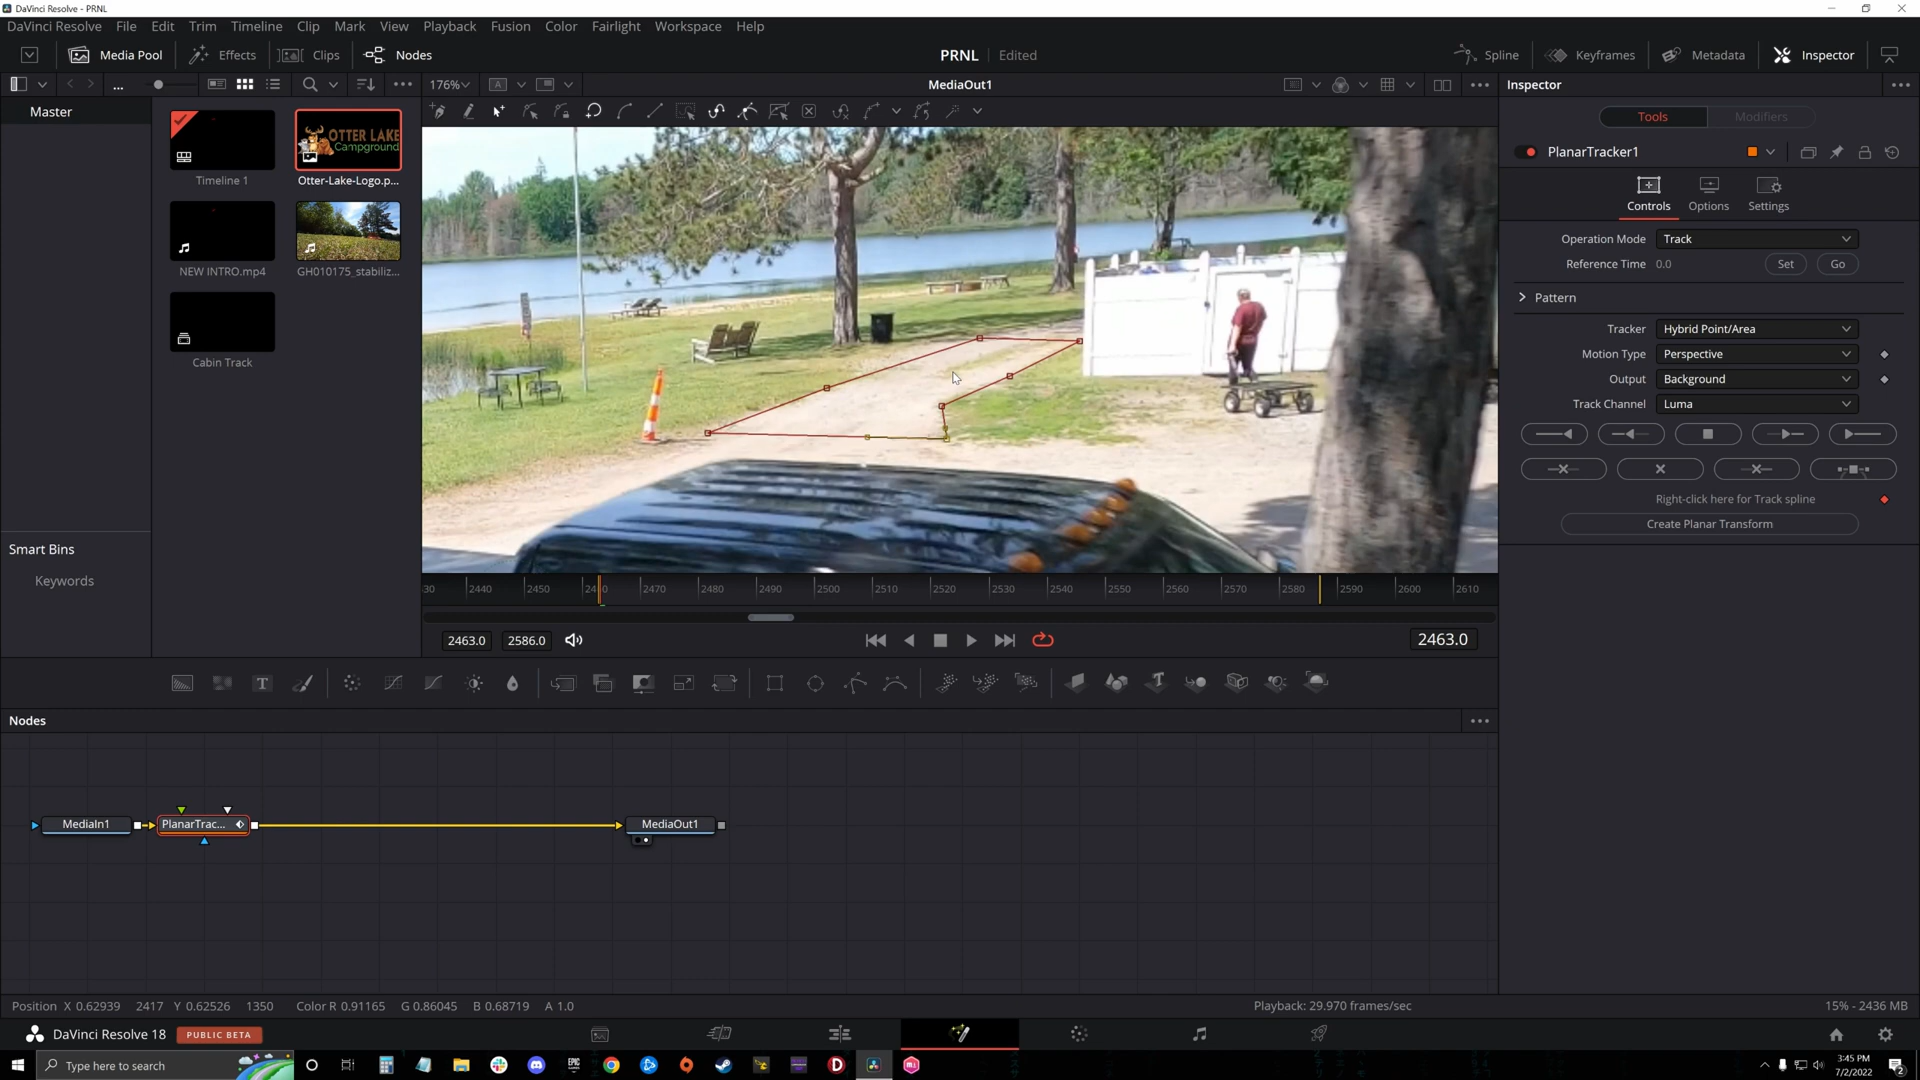 DaVinci Resolve - PRNL
DaVinci Resolve File Edit Trim Timeline Clip Mark View Playback Fusion Color Fairlight Workspace Help
Media Pool Effects Clips Nodes PRNL Edited Spline Keyframes Metadata Inspector
176% A MediaOut1 Inspector
Master
Tools Modifiers
OTTER LAKE
Campground
PlanarTracker1
Timeline 1 Otter-Lake-Logo.p...
Controls Options Settings
Operation Mode Track
Reference Time 0.0 Set Go
NEW INTRO.mp4 GH010175_stabiliz...
Pattern
Tracker Hybrid Point/Area
Motion Type Perspective
Cabin Track
Output Background
Track Channel Luma
Right-click here for Track spline
Create Planar Transform
Smart Bins
Keywords
30 2440 2450 2470 2480 2490 2500 2510 2520 2530 2540 2550 2560 2570 2580 2590 2600 2610
2463.0 2586.0 2463.0
T
Nodes
MediaIn1 PlanarTrac... MediaOut1
Position X 0.62939 2417 Y 0.62526 1350 Color R 0.91165 G 0.86045 B 0.68719 A 1.0 Playback: 29.970 frames/sec 15% - 2436 MB
DaVinci Resolve 18 PUBLIC BETA
Type here to search
EPIC
3:45 PM
7/2/2022
2